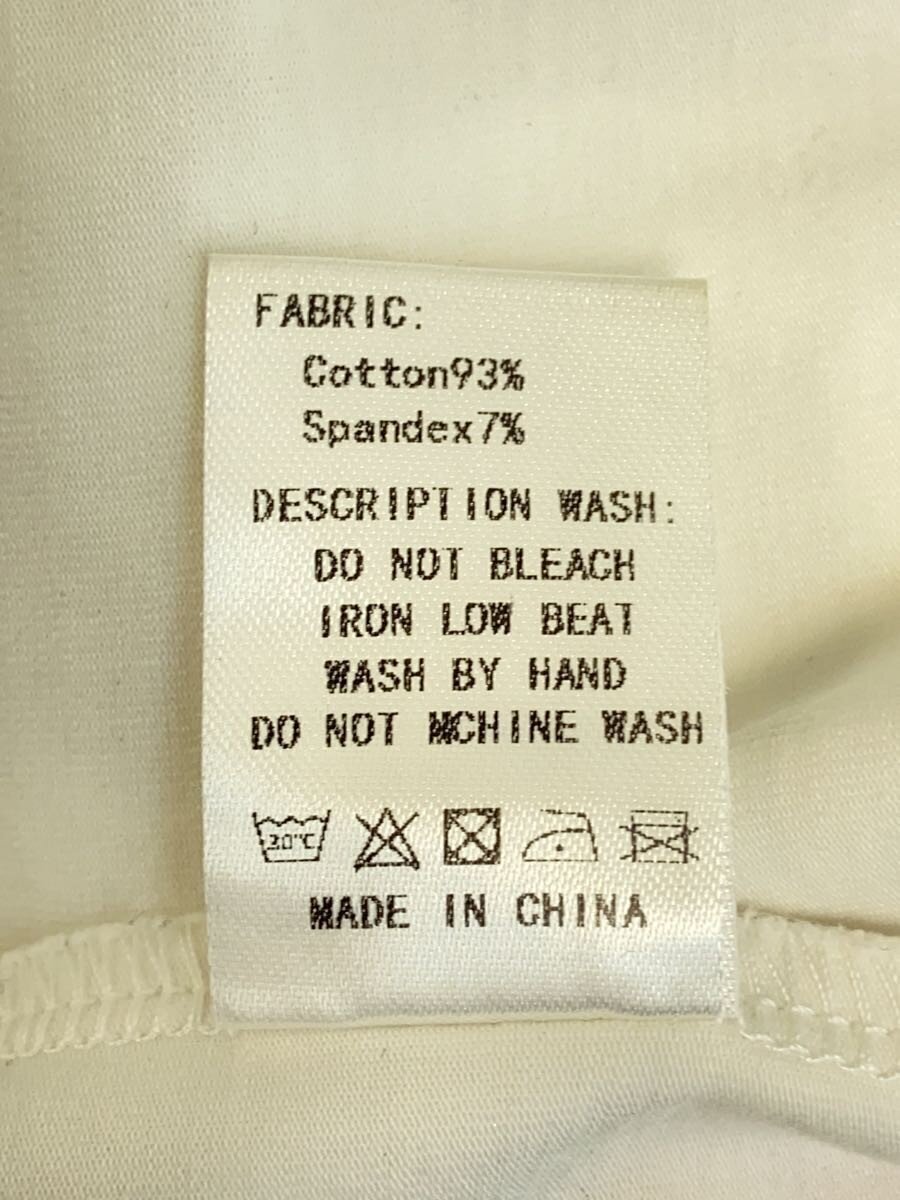 FABRIC:
Cotton93%
Spandex7%
DESCRIPTION WASH:
DO NOT BLEACH
IRON LOW BEAT
WASH BY HAND
DO NOT MCHINE WASH
30℃
MADE IN CHINA